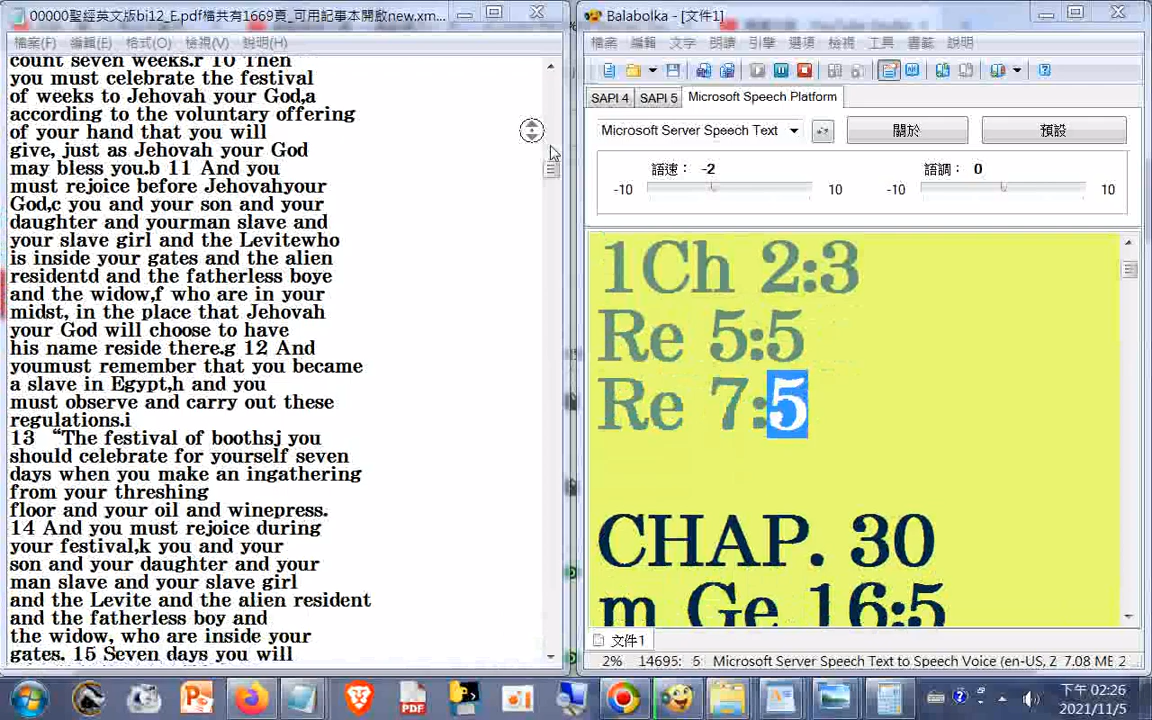 00000聖經英文版bi12_E.pdf檔共有1669頁_可用記事本開啟new.xm...
檔案(F) 編輯(E) 格式(O) 檢視(V) 說明(H)
count seven weeks.r 10 Then
you must celebrate the festival
of weeks to Jehovah your God,a
according to the voluntary offering
of your hand that you will
give, just as Jehovah your God
may bless you.b 11 And you
must rejoice before Jehovahyour
God,c you and your son and your
daughter and yourman slave and
your slave girl and the Levitewho
is inside your gates and the alien
residentd and the fatherless boye
and the widow,f who are in your
midst, in the place that Jehovah
your God will choose to have
his name reside there.g 12 And
youmust remember that you became
a slave in Egypt,h and you
must observe and carry out these
regulations.i
13 “The festival of boothsj you
should celebrate for yourself seven
days when you make an ingathering
from your threshing
floor and your oil and winepress.
14 And you must rejoice during
your festival,k you and your
son and your daughter and your
man slave and your slave girl
and the Levite and the alien resident
and the fatherless boy and
the widow, who are inside your
gates. 15 Seven days you will
Balabolka - [文件1]
檔案 編輯 文字 朗讀 引擎 選項 檢視 工具 書籤 說明
SAPI 4 SAPI 5 Microsoft Speech Platform
Microsoft Server Speech Text 關於 預設
語速： -2 語調： 0
-10 10 -10 10
1Ch 2:3
Re 5:5
Re 7:5
CHAP. 30
m Ge 16:5
文件1
2% 14695: 5 Microsoft Server Speech Text to Speech Voice (en-US, Z 7.08 MB 2
PDF
下午 02:26
2021/11/5